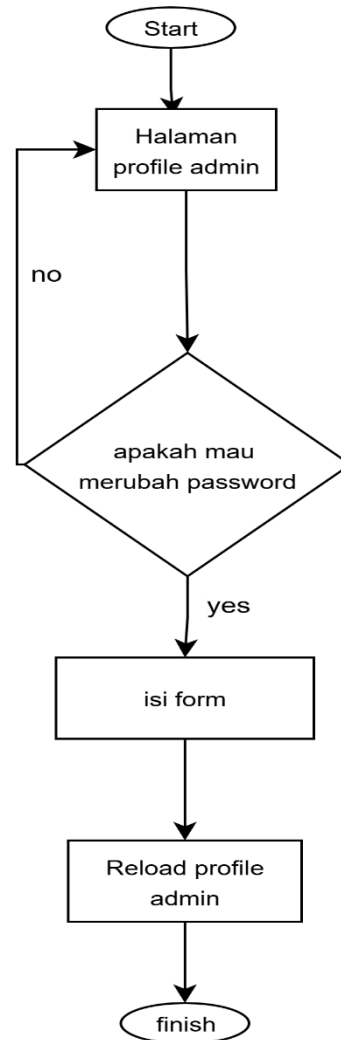 Start
Halaman
profile admin
no
apakah mau
merubah password
yes
isi form
Reload profile
admin
finish